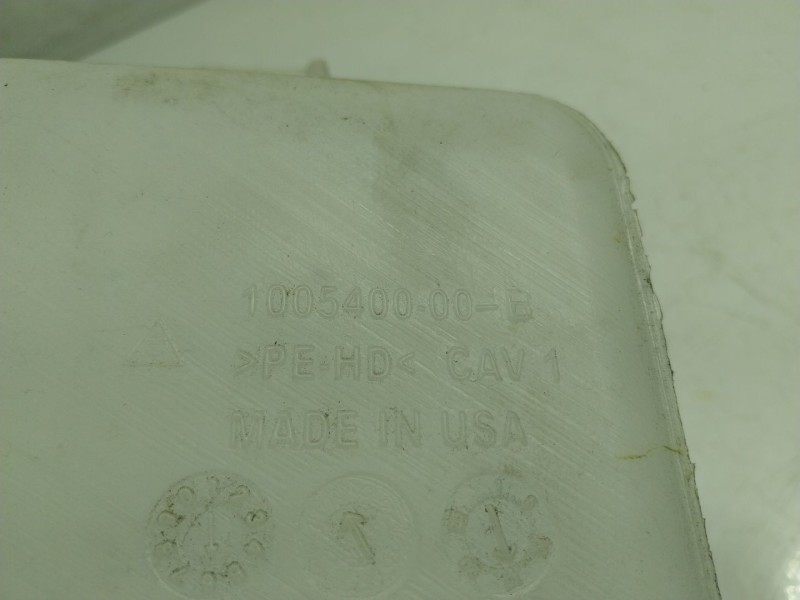 1005400-00-B
>PE-HD< CAV 1
MADE IN USA